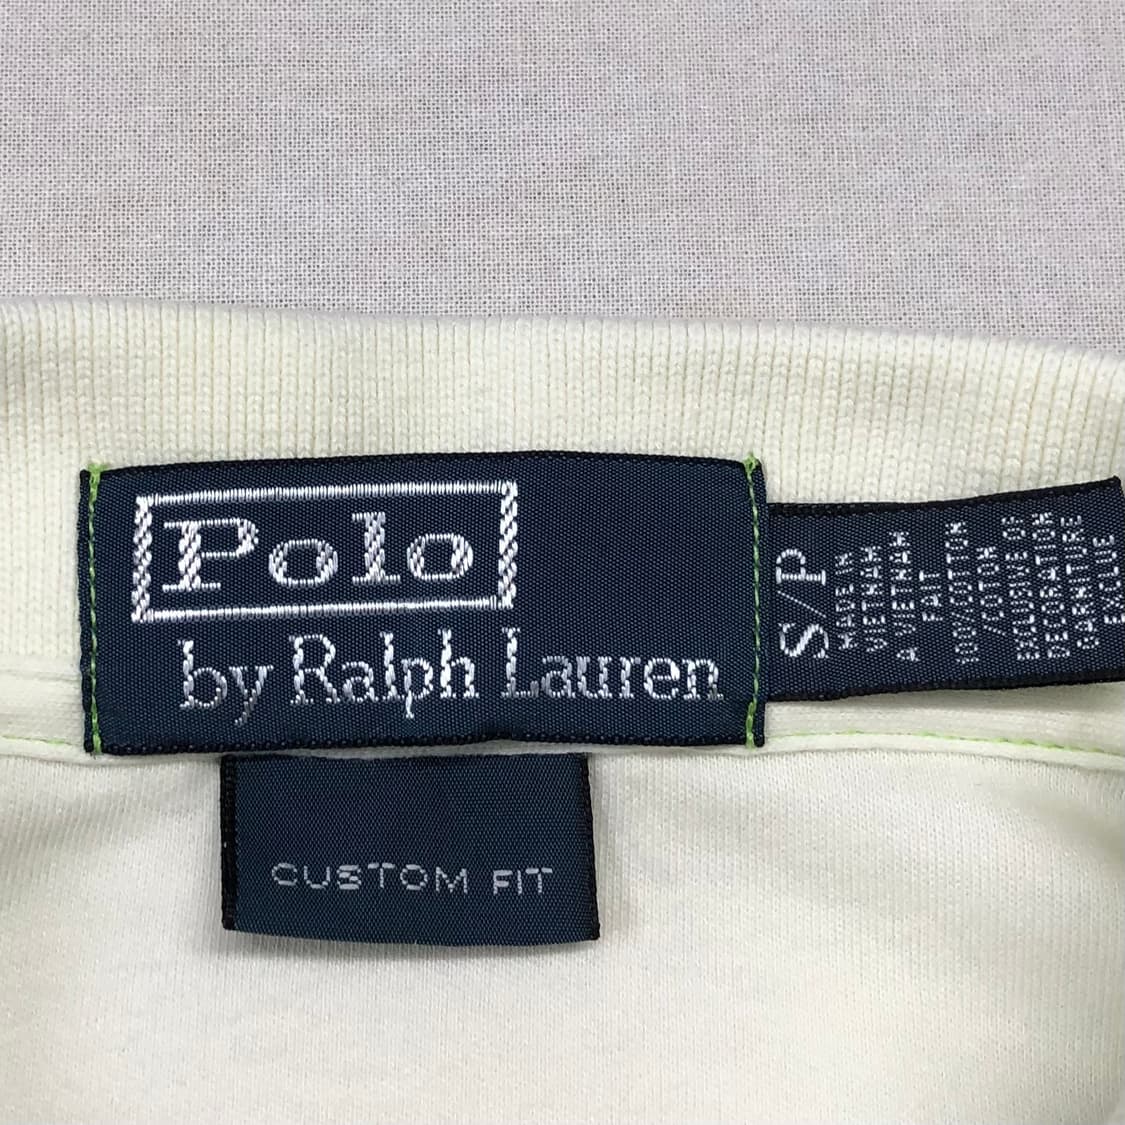 Polo
by Ralph Lauren
CUSTOM FIT
S/P
MADE IN
VIETNAM
A VIETNAM
FAIT
100/COTTON
/COTON
EXCLUSIVE OF
DECORATION
GARNITURE
EXCLUE